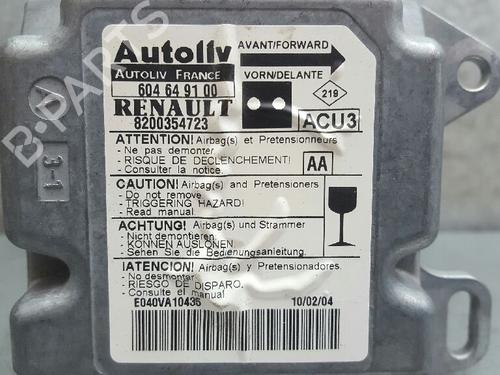 Autoliv
AUTOLIV FRANCE
604 64 91 00
RENAULT
8200354723
AVANT/FORWARD
VORN/DELANTE
219
ACU3
ATTENTION! Airbag(s) et Pretensionneurs
- Ne pas demonter.
- RISQUE DE DECLENCHEMENT!
- Consulter la notice.
AA
CAUTION! Airbag(s) and Pretensioners
- Do not remove
- TRIGGERING HAZARD!
- Read manual.
ACHTUNG! Airbag(s) und Strammer
- Nicht demontieren.
- KONNEN AUSLONEN.
- Sehen Sie die Bedienungsanleitung.
¡ATENCION! Airbag(s) y Pretensionadores.
- No desmontar
- RIESGO DE DISPARO.
- Consulte el manual
E040VA10435
10/02/04
3-1
B-PARTS